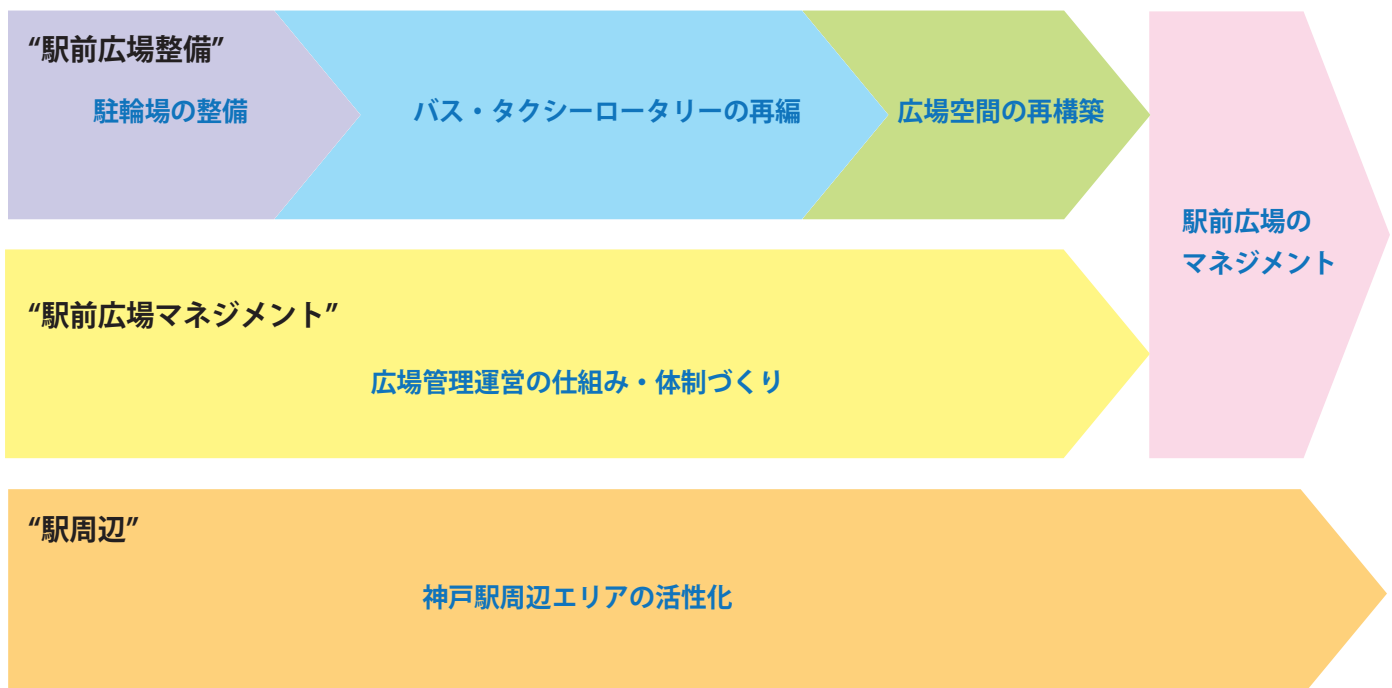 “駅前広場整備”
駐輪場の整備
バス・タクシーロータリーの再編
広場空間の再構築
駅前広場の
マネジメント
“駅前広場マネジメント”
広場管理運営の仕組み・体制づくり
“駅周辺”
神戸駅周辺エリアの活性化